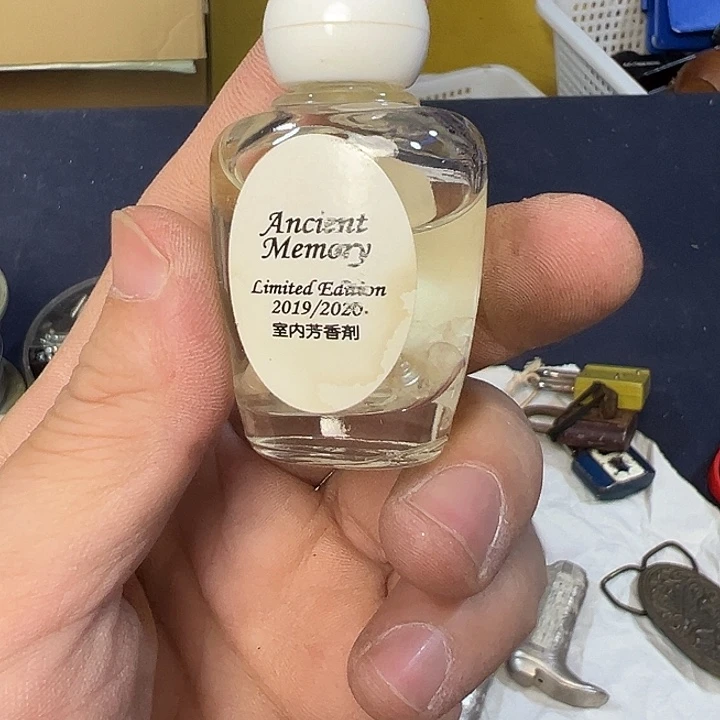 Ancient
Memory
Limited Edition
2019/2020.
室内芳香剤